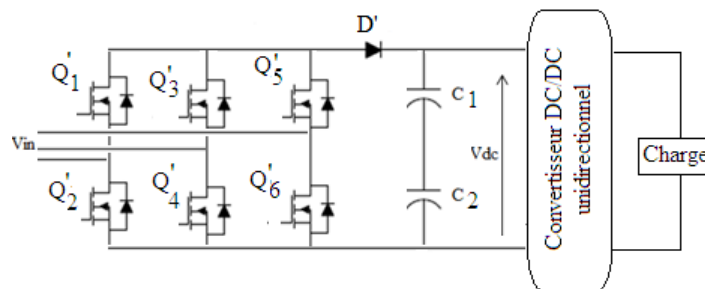 D'
Q'1
Q'3
Q'5
C1
Vin
Vdc
Q'2
Q'4
Q'6
C2
Convertisseur DC/DC
unidirectionnel
Charge